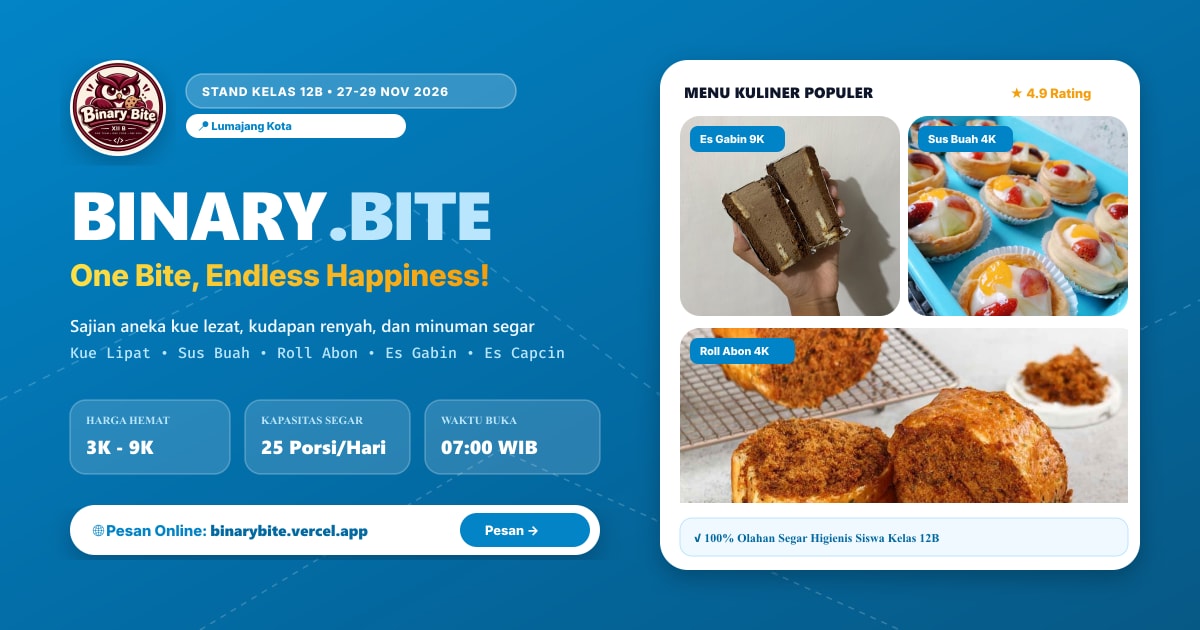 Binary Bite
XII B
</>
STAND KELAS 12B • 27-29 NOV 2026
Lumajang Kota
BINARY.BITE
One Bite, Endless Happiness!
Sajian aneka kue lezat, kudapan renyah, dan minuman segar
Kue Lipat • Sus Buah • Roll Abon • Es Gabin • Es Capcin
HARGA HEMAT
3K - 9K
KAPASITAS SEGAR
25 Porsi/Hari
WAKTU BUKA
07:00 WIB
Pesan Online: binarybite.vercel.app
Pesan →
MENU KULINER POPULER
★ 4.9 Rating
Es Gabin 9K
Sus Buah 4K
Roll Abon 4K
√ 100% Olahan Segar Higienis Siswa Kelas 12B